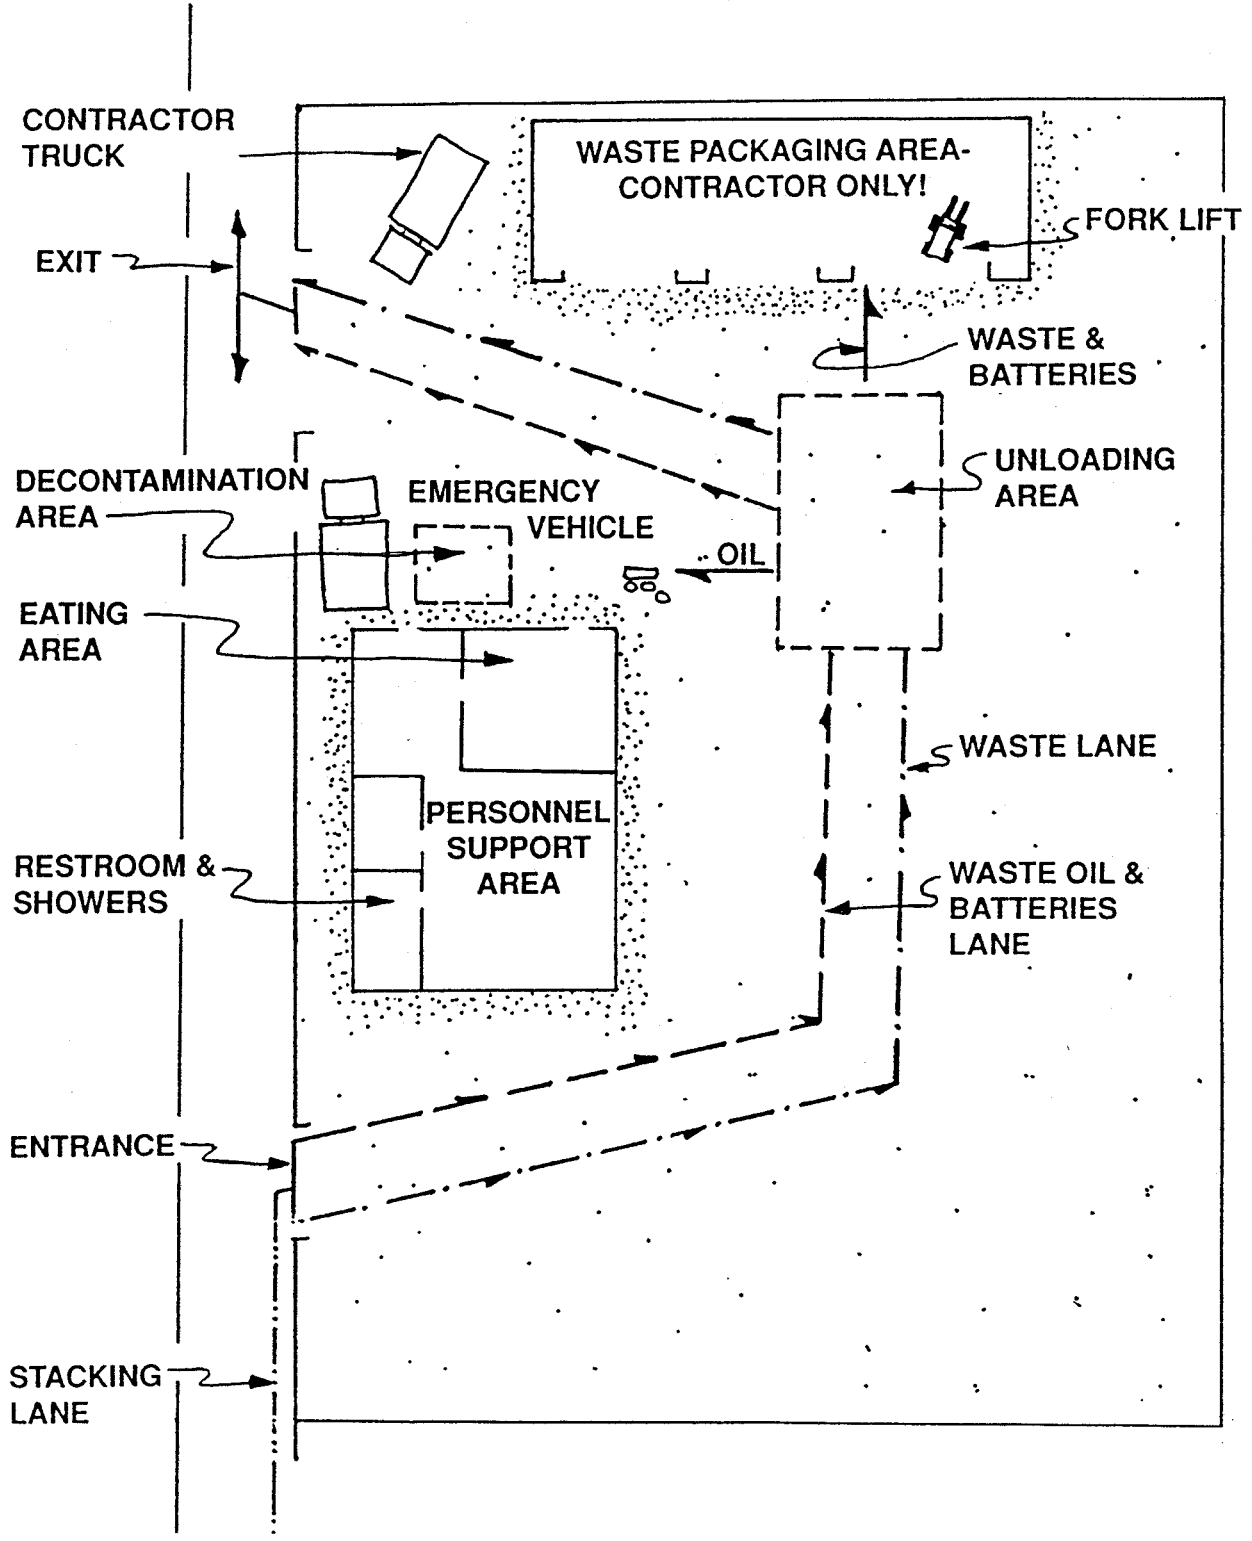 CONTRACTOR
TRUCK
WASTE PACKAGING AREA-
CONTRACTOR ONLY!
FORK LIFT
EXIT
WASTE &
BATTERIES
DECONTAMINATION
AREA
EMERGENCY
VEHICLE
UNLOADING
AREA
OIL
EATING
AREA
WASTE LANE
PERSONNEL
SUPPORT
AREA
RESTROOM &
SHOWERS
WASTE OIL &
BATTERIES
LANE
ENTRANCE
STACKING
LANE